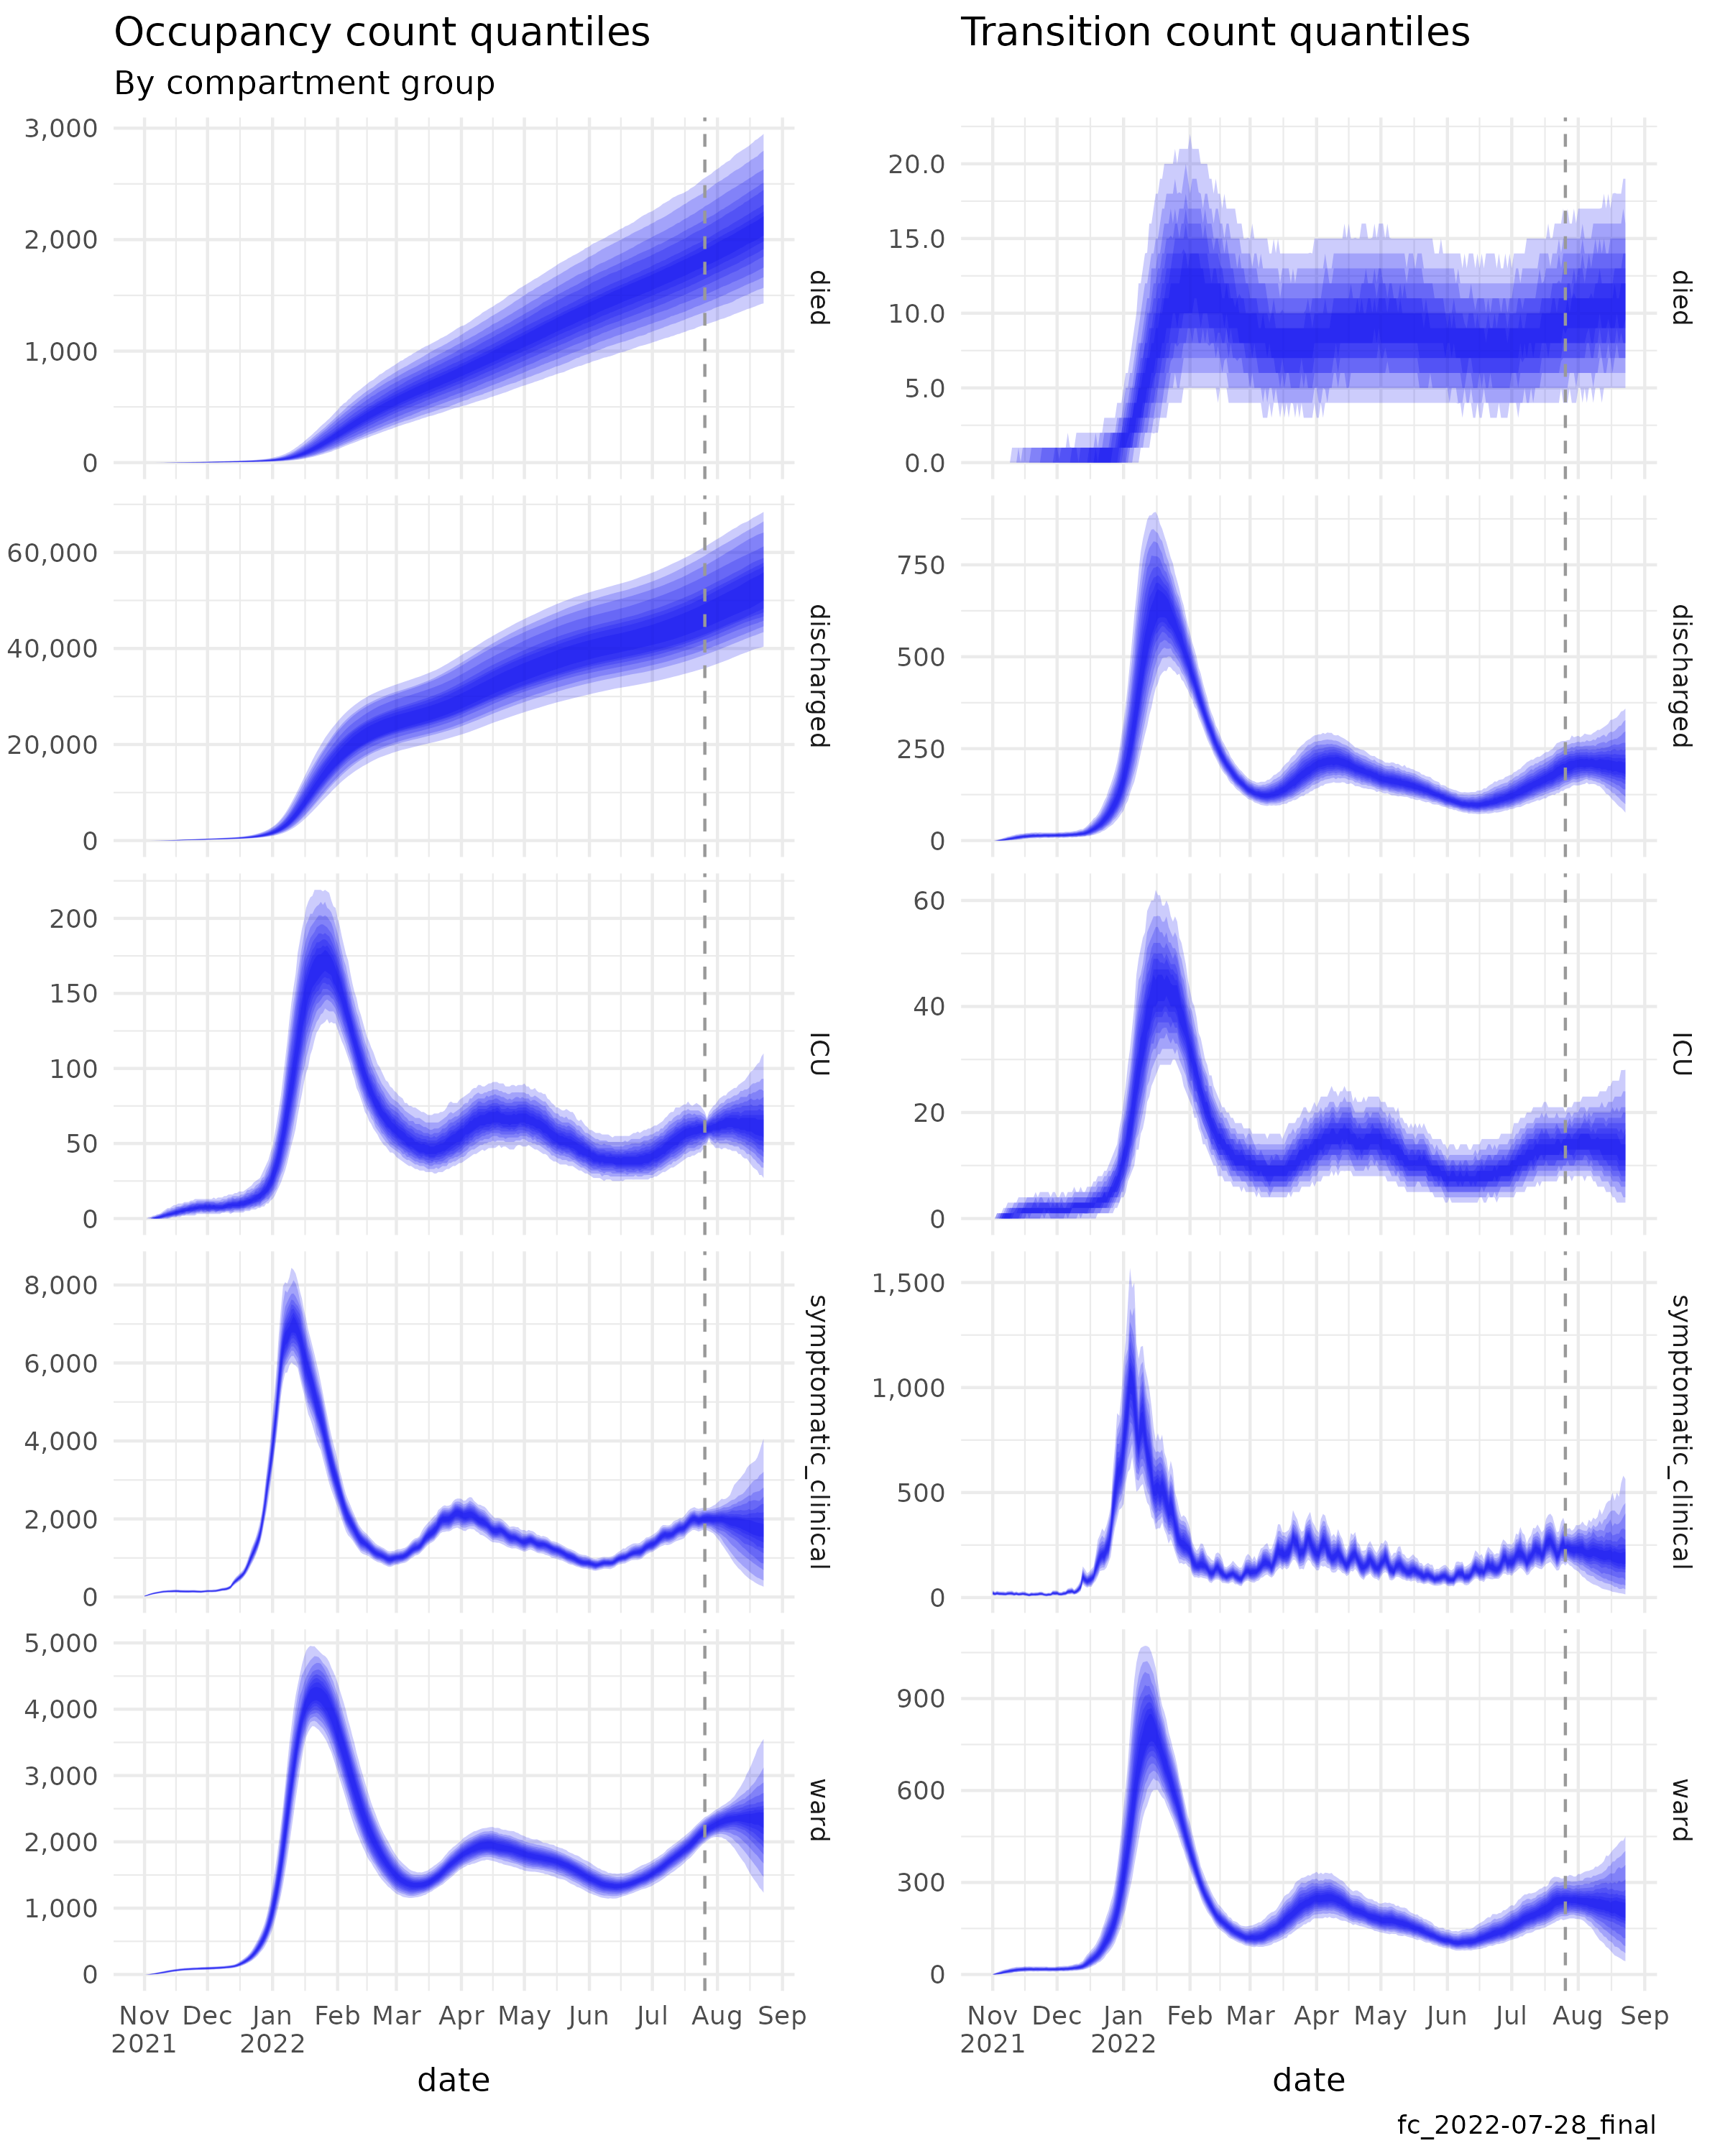 Occupancy count quantiles
By compartment group
3,000
2,000
1,000
0
died
60,000
40,000
20,000
0
discharged
200
150
100
50
0
ICU
8,000
6,000
4,000
2,000
0
symptomatic_clinical
5,000
4,000
3,000
2,000
1,000
0
ward
Nov Dec Jan Feb Mar Apr May Jun Jul Aug Sep
2021 2022
date
Transition count quantiles
20.0
15.0
10.0
5.0
0.0
died
750
500
250
0
discharged
60
40
20
0
ICU
1,500
1,000
500
0
symptomatic_clinical
900
600
300
0
ward
Nov Dec Jan Feb Mar Apr May Jun Jul Aug Sep
2021 2022
date
fc_2022-07-28_final